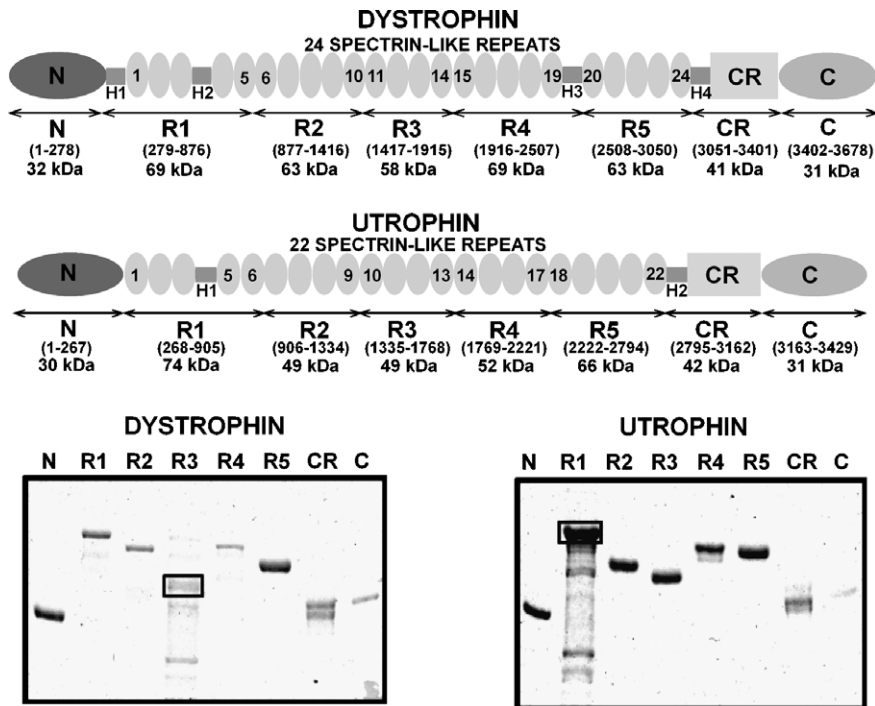 DYSTROPHIN
24 SPECTRIN-LIKE REPEATS
N 1 5 6 10 11 14 15 19 20 24 CR C
H1 H2 H3 H4
N R1 R2 R3 R4 R5 CR C
(1-278) (279-876) (877-1416) (1417-1915) (1916-2507) (2508-3050) (3051-3401) (3402-3678)
32 kDa 69 kDa 63 kDa 58 kDa 69 kDa 63 kDa 41 kDa 31 kDa
UTROPHIN
22 SPECTRIN-LIKE REPEATS
N 1 5 6 9 10 13 14 17 18 22 CR C
H1 H2
N R1 R2 R3 R4 R5 CR C
(1-267) (268-905) (906-1334) (1335-1768) (1769-2221) (2222-2794) (2795-3162) (3163-3429)
30 kDa 74 kDa 49 kDa 49 kDa 52 kDa 66 kDa 42 kDa 31 kDa
DYSTROPHIN
N R1 R2 R3 R4 R5 CR C
UTROPHIN
N R1 R2 R3 R4 R5 CR C